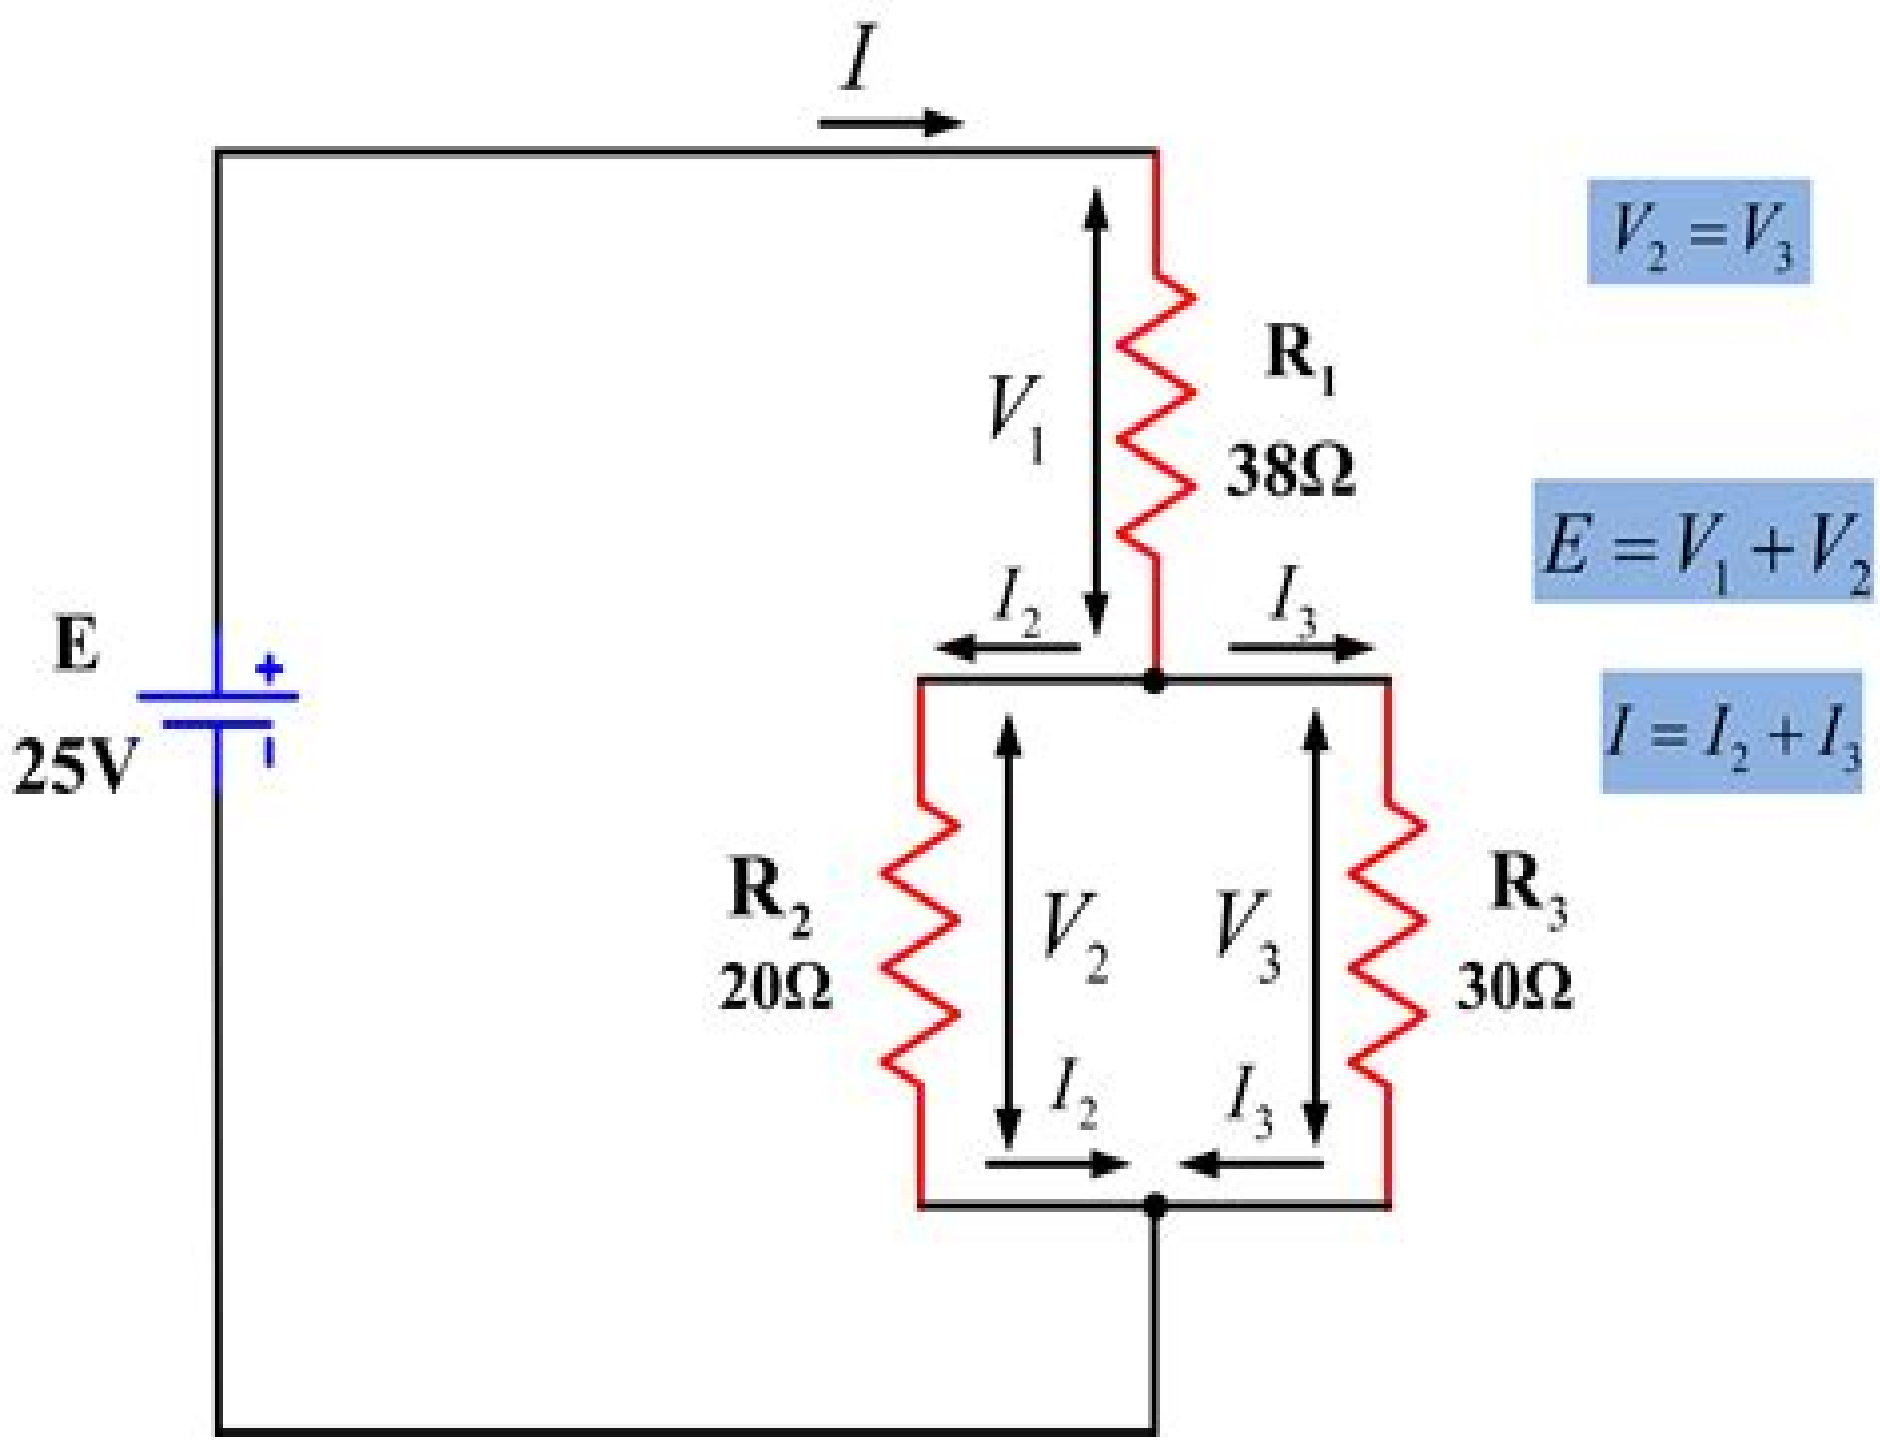 I
V₂ = V₃
R₁
V₁
38Ω
E = V₁ + V₂
I₂
I₃
E
+
25V
−
I = I₂ + I₃
R₂
V₂
V₃
R₃
20Ω
30Ω
I₂
I₃